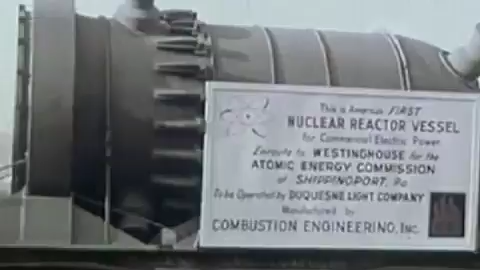 This is America's FIRST
NUCLEAR REACTOR VESSEL
for Commercial Electric Power
Enroute to WESTINGHOUSE for the
ATOMIC ENERGY COMMISSION
at SHIPPINGPORT, Pa
To be Operated by DUQUESNE LIGHT COMPANY
Manufactured by
COMBUSTION ENGINEERING, Inc.